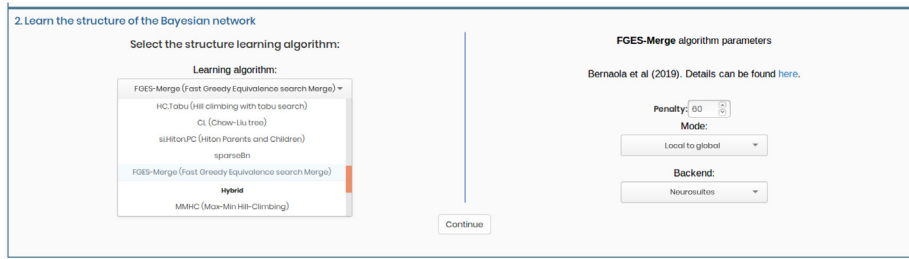 2. Learn the structure of the Bayesian network
Select the structure learning algorithm:
Learning algorithm:
FGES-Merge (Fast Greedy Equivalence search Merge)
HC.Tabu (Hill climbing with tabu search)
CL (Chow-Liu tree)
si.Hiton.PC (Hiton Parents and Children)
sparseBn
FGES-Merge (Fast Greedy Equivalence search Merge)
Hybrid
MMHC (Max-Min Hill-Climbing)
FGES-Merge algorithm parameters
Bernaola et al (2019). Details can be found here.
Penalty: 60
Mode:
Local to global
Backend:
Neurosuites
Continue